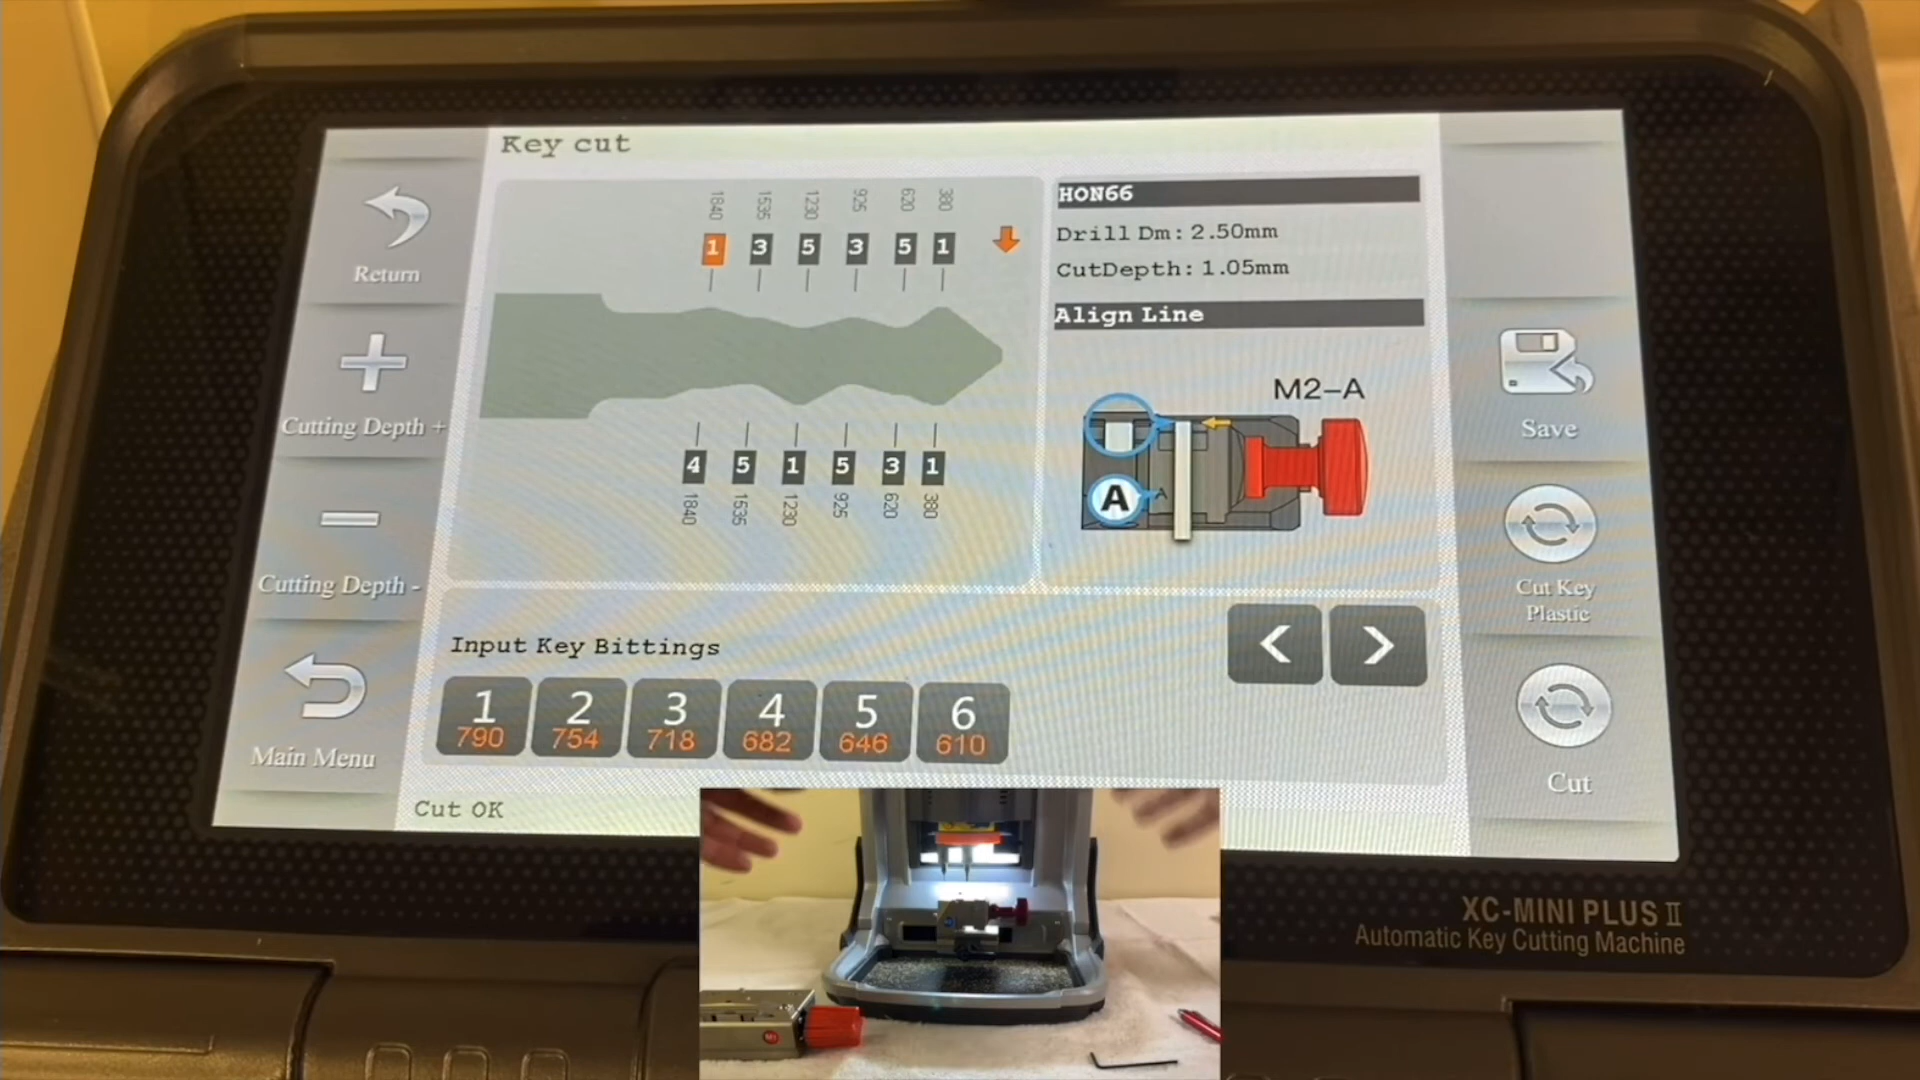 Key cut
Return
Cutting Depth +
Cutting Depth -
Main Menu
1840 1535 1230 925 620 380
1 3 5 3 5 1
4 5 1 5 3 1
1840 1535 1230 925 620 380
HON66
Drill Dm: 2.50mm
CutDepth: 1.05mm
Align Line
M2-A
A
A
Save
Cut Key
Plastic
Cut
Input Key Bittings
< >
1 2 3 4 5 6
790 754 718 682 646 610
Cut OK
XC-MINI PLUS II
Automatic Key Cutting Machine